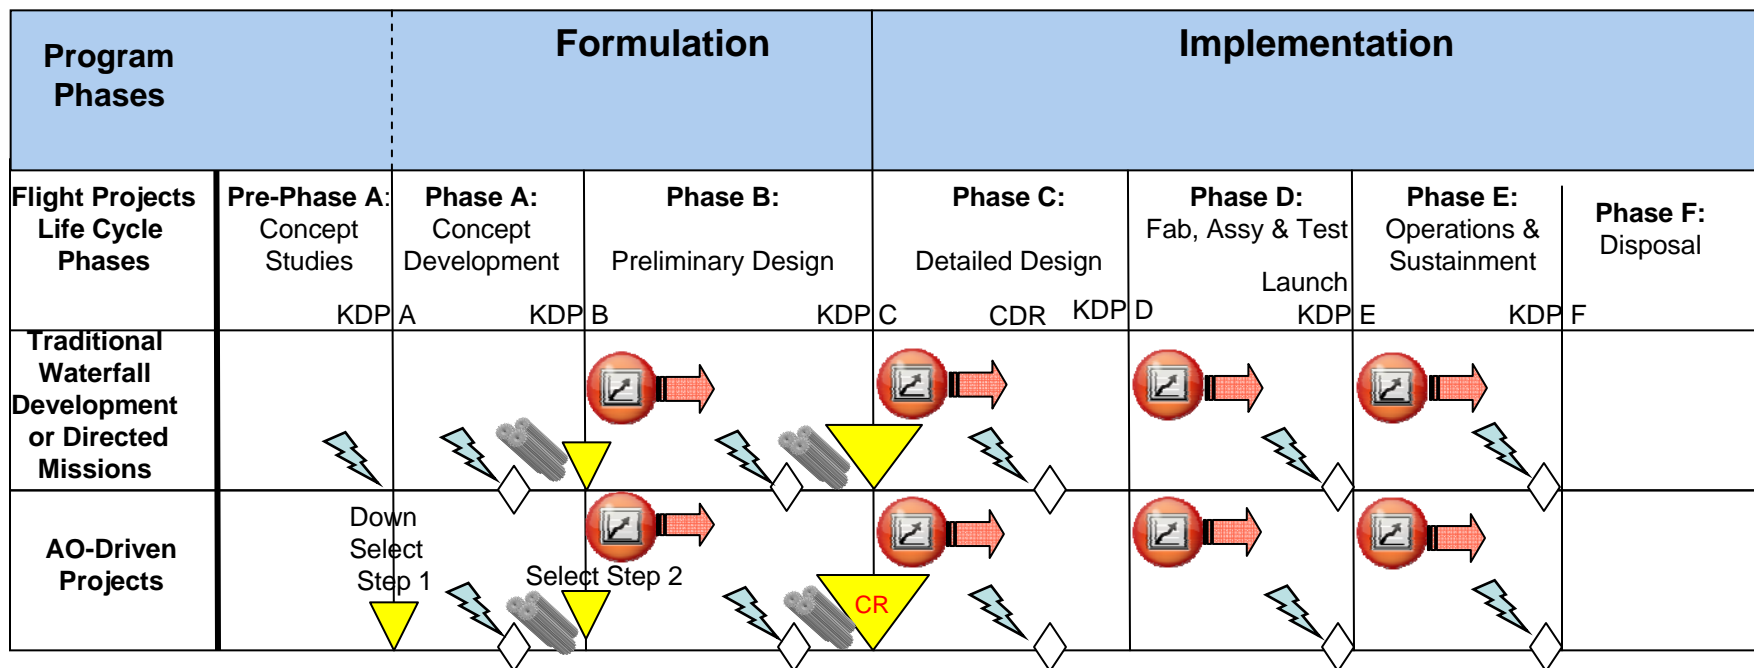 Program
Phases
Formulation
Implementation
Flight Projects
Life Cycle
Phases
Pre-Phase A:
Concept
Studies
Phase A:
Concept
Development
Phase B:
Preliminary Design
Phase C:
Detailed Design
Phase D:
Fab, Assy & Test
Launch
Phase E:
Operations &
Sustainment
Phase F:
Disposal
KDP A
KDP B
KDP C
CDR
KDP D
KDP E
KDP F
Traditional
Waterfall
Development
or Directed
Missions
AO-Driven
Projects
Down
Select
Step 1
Select Step 2
CR